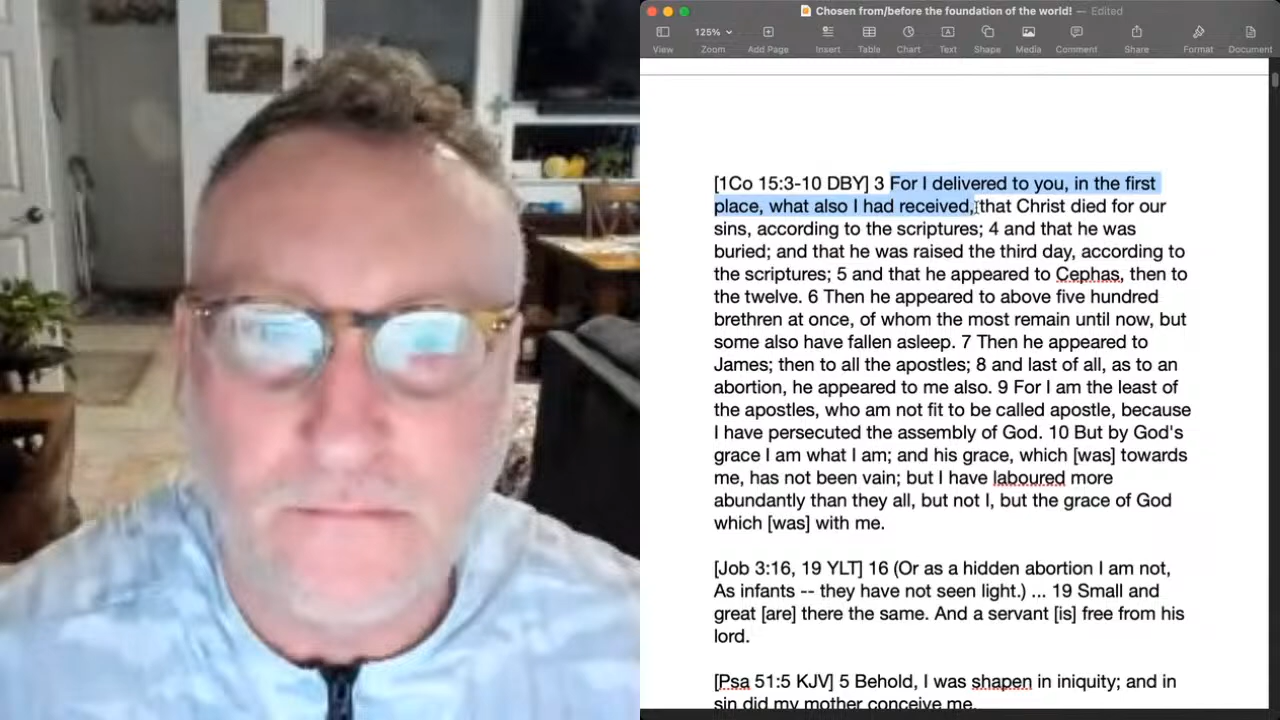 Chosen from/before the foundation of the world! — Edited
125%
View
Zoom
Add Page
Insert
Table
Chart
Text
Shape
Media
Comment
Share
Format
Document
[1Co 15:3-10 DBY] 3 For I delivered to you, in the first
place, what also I had received, that Christ died for our
sins, according to the scriptures; 4 and that he was
buried; and that he was raised the third day, according to
the scriptures; 5 and that he appeared to Cephas, then to
the twelve. 6 Then he appeared to above five hundred
brethren at once, of whom the most remain until now, but
some also have fallen asleep. 7 Then he appeared to
James; then to all the apostles; 8 and last of all, as to an
abortion, he appeared to me also. 9 For I am the least of
the apostles, who am not fit to be called apostle, because
I have persecuted the assembly of God. 10 But by God's
grace I am what I am; and his grace, which [was] towards
me, has not been vain; but I have laboured more
abundantly than they all, but not I, but the grace of God
which [was] with me.
[Job 3:16, 19 YLT] 16 (Or as a hidden abortion I am not,
As infants -- they have not seen light.) ... 19 Small and
great [are] there the same. And a servant [is] free from his
lord.
[Psa 51:5 KJV] 5 Behold, I was shapen in iniquity; and in
sin did my mother conceive me.